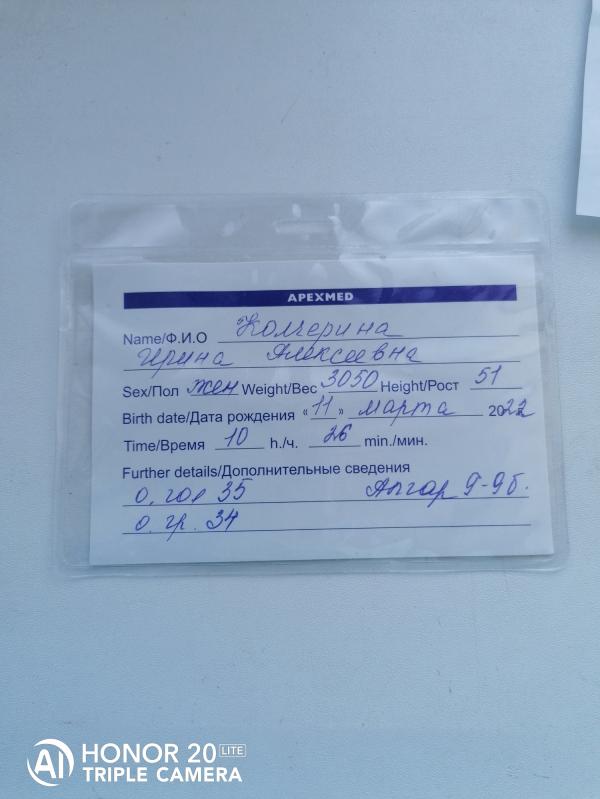 APEXMED
Name/Ф.И.О Колчерина
Ирина Алексеевна
Sex/Пол жен Weight/Вес 3050 Height/Рост 51
Birth date/Дата рождения «11» марта 2022
Time/Время 10 h./ч. 26 min./мин.
Further details/Дополнительные сведения
о. гол 35 Апгар 9-9б.
о. гр. 34
HONOR 20 LITE
TRIPLE CAMERA